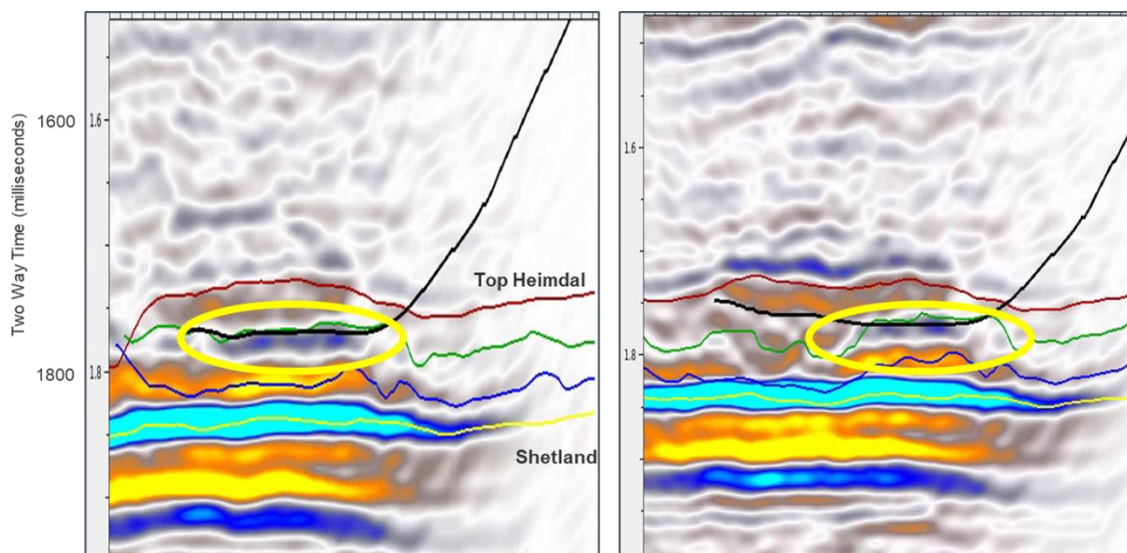 Two Way Time (milliseconds)
1600
1.6
1.6
Top Heimdal
1800
1.8
1.8
Shetland